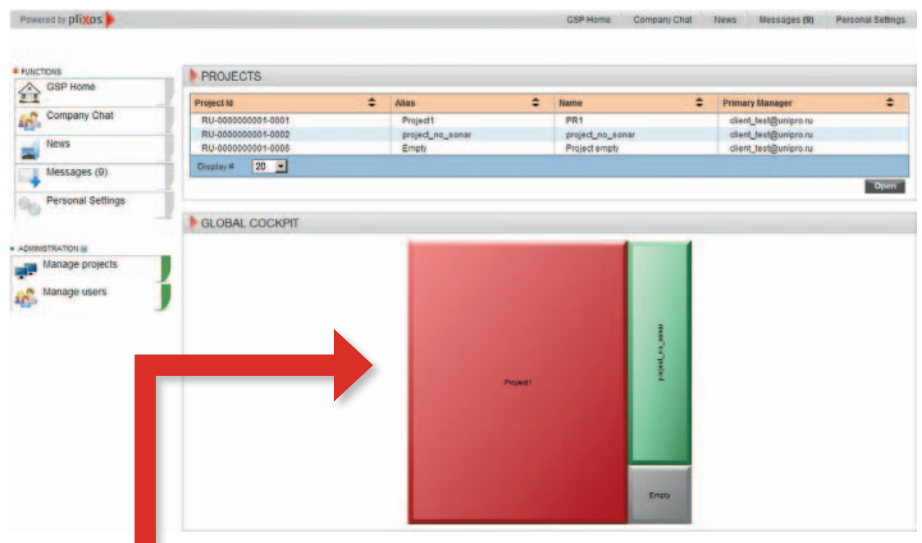 Powered by plixos
GSP Home Company Chat News Messages (9) Personal Settings
FUNCTIONS
GSP Home
Company Chat
News
Messages (9)
Personal Settings
ADMINISTRATION
Manage projects
Manage users
PROJECTS
Project Id Alias Name Primary Manager
RU-0000000001-0001 Project1 PR1 client_test@unipro.ru
RU-0000000001-0002 project_no_sonar project_no_sonar client_test@unipro.ru
RU-0000000001-0006 Empty Project empty client_test@unipro.ru
Display # 20
Open
GLOBAL COCKPIT
Project1
project_no_sonar
Empty